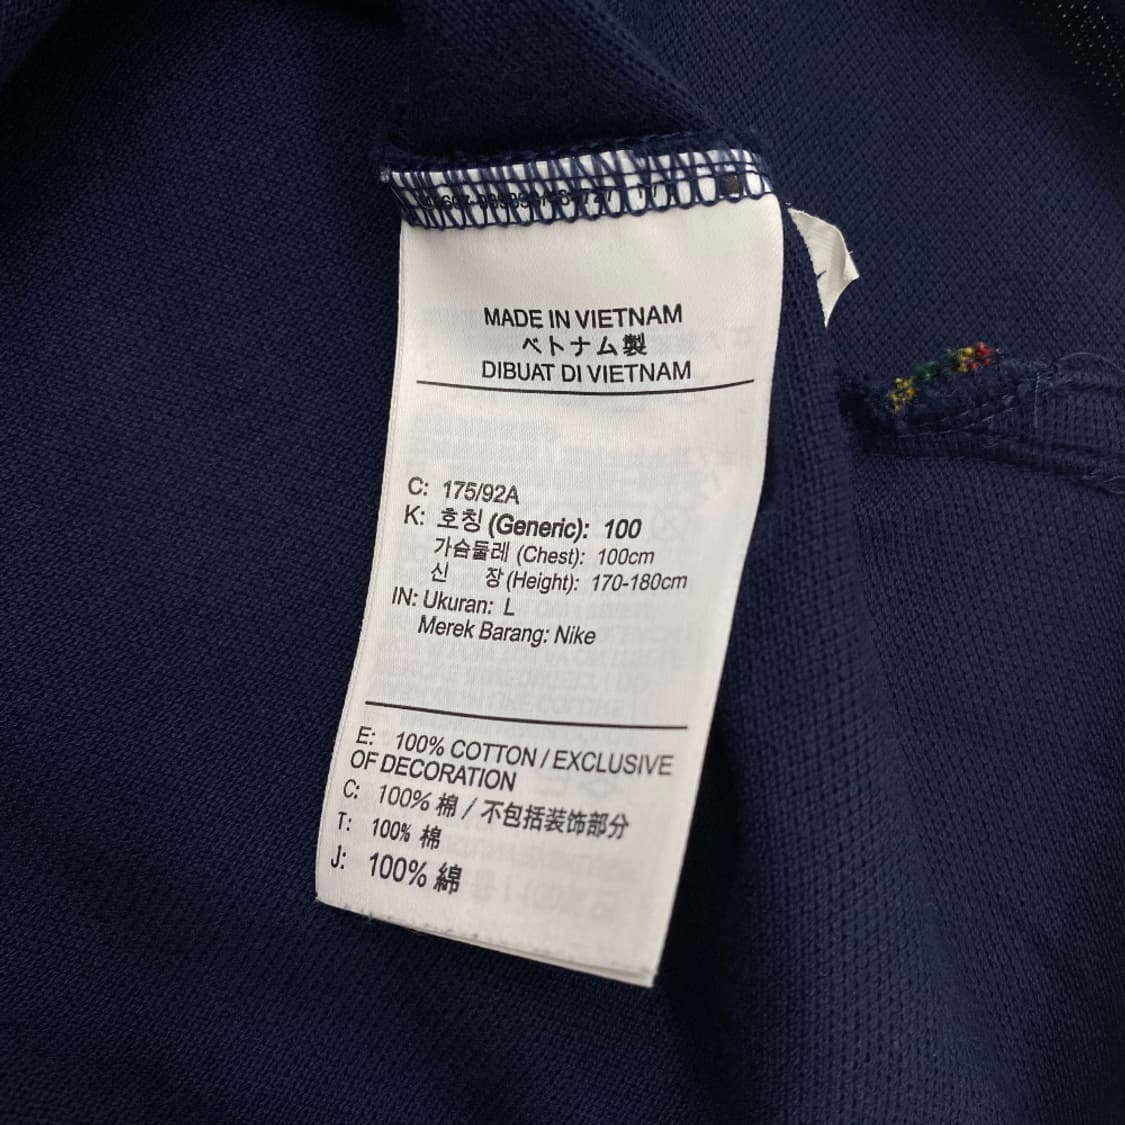 MADE IN VIETNAM
ベトナム製
DIBUAT DI VIETNAM
C: 175/92A
K: 호칭 (Generic): 100
가슴둘레 (Chest): 100cm
신 장 (Height): 170-180cm
IN: Ukuran: L
Merek Barang: Nike
E: 100% COTTON / EXCLUSIVE
OF DECORATION
C: 100% 棉 / 不包括装饰部分
T: 100% 棉
J: 100% 綿